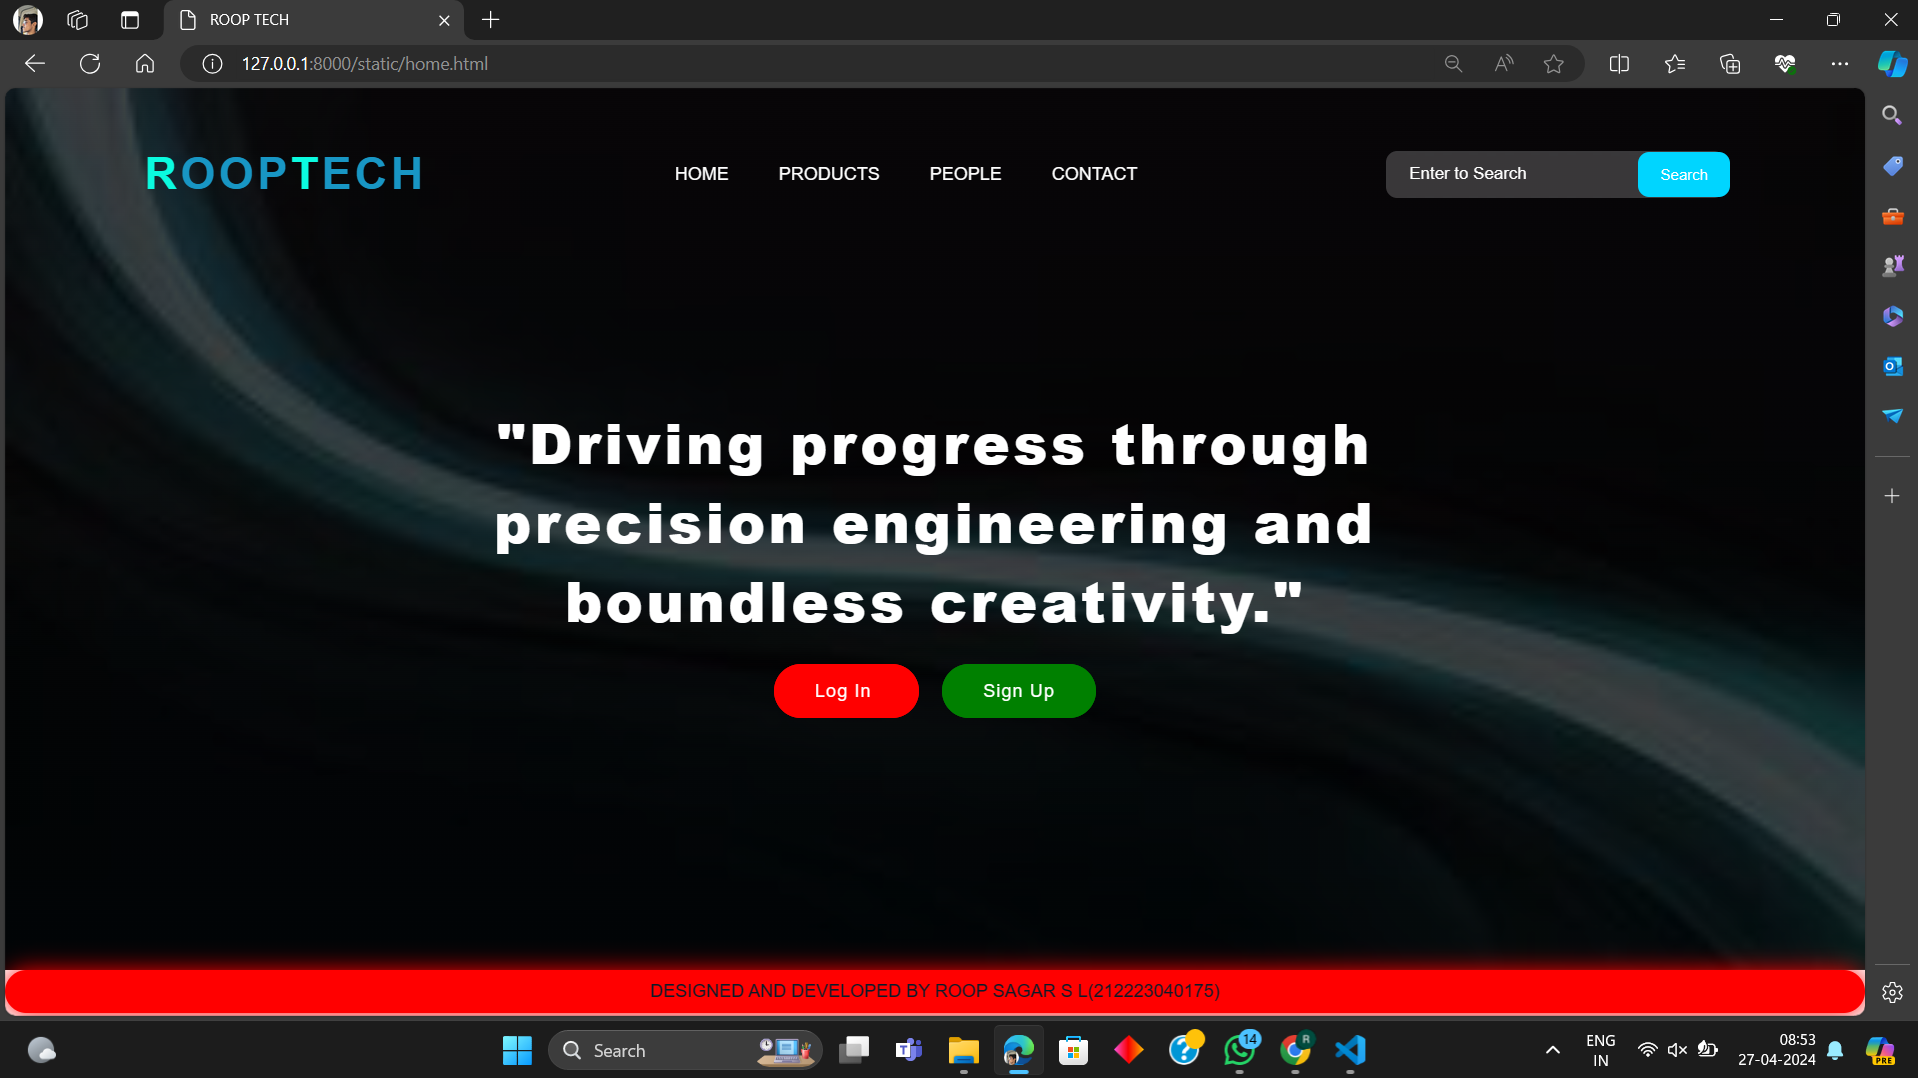 ROOP TECH
127.0.0.1:8000/static/home.html
ROOPTECH
HOME PRODUCTS PEOPLE CONTACT
Enter to Search
Search
"Driving progress through
precision engineering and
boundless creativity."
Log In
Sign Up
DESIGNED AND DEVELOPED BY ROOP SAGAR S L(212223040175)
Search
14
R
ENG
IN
08:53
27-04-2024
PRE